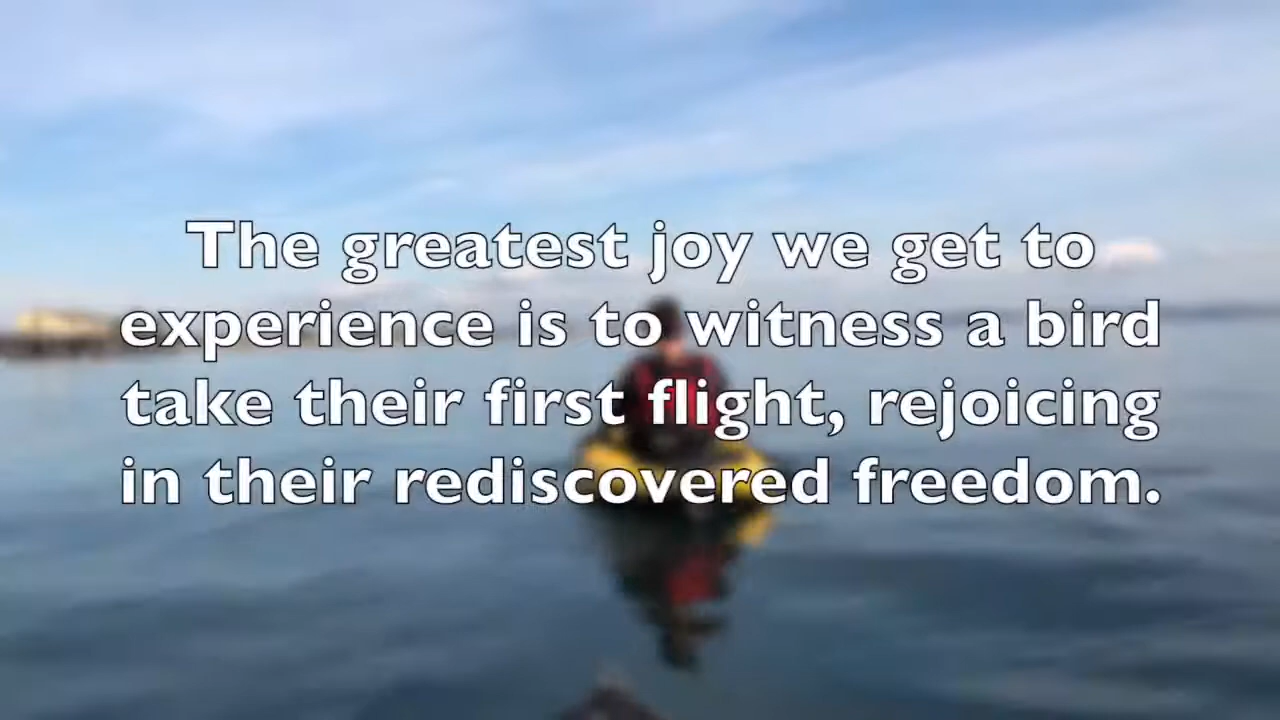 The greatest joy we get to
experience is to witness a bird
take their first flight, rejoicing
in their rediscovered freedom.